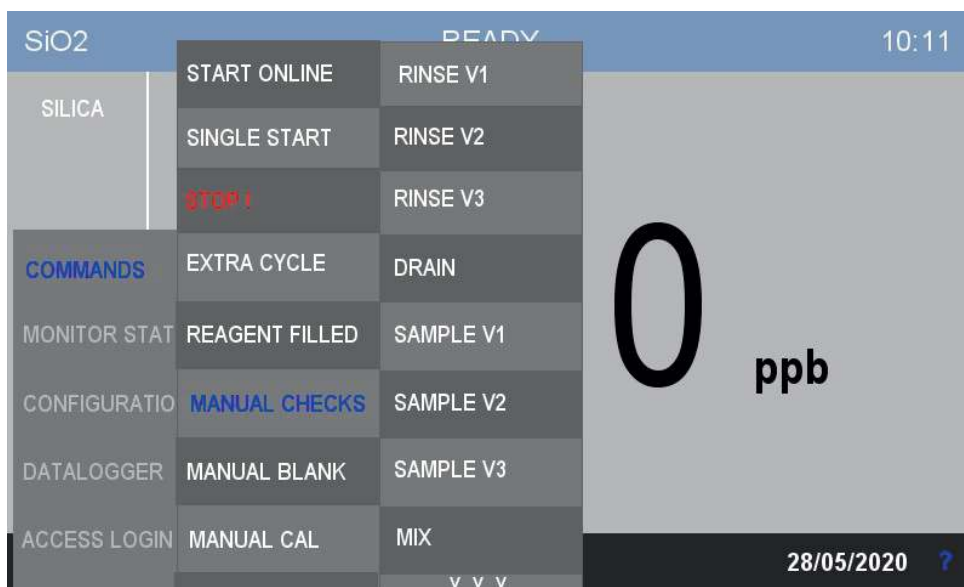 SiO2
READY
10:11
SILICA
COMMANDS
MONITOR STAT
CONFIGURATIO
DATALOGGER
ACCESS LOGIN
START ONLINE
SINGLE START
STOP !
EXTRA CYCLE
REAGENT FILLED
MANUAL CHECKS
MANUAL BLANK
MANUAL CAL
RINSE V1
RINSE V2
RINSE V3
DRAIN
SAMPLE V1
SAMPLE V2
SAMPLE V3
MIX
0 ppb
28/05/2020 ?